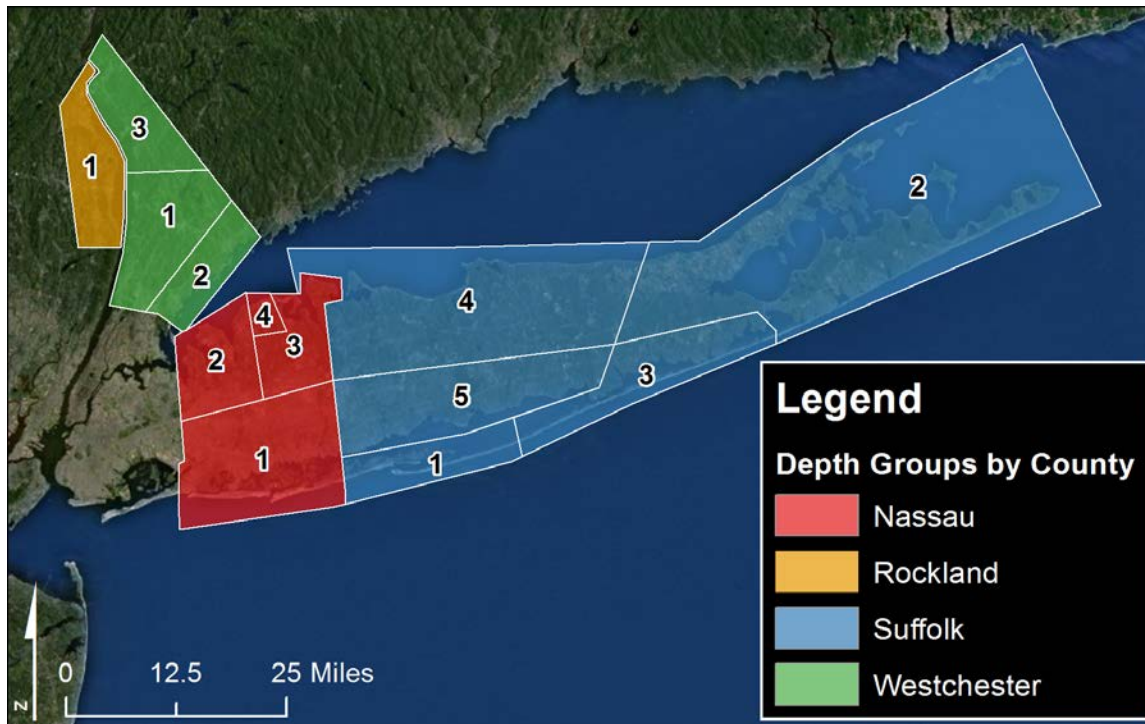 3
1
1
2
2
4
4
3
2
5
3
1
1
Legend
Depth Groups by County
Nassau
Rockland
Suffolk
Westchester
0 12.5 25 Miles
N